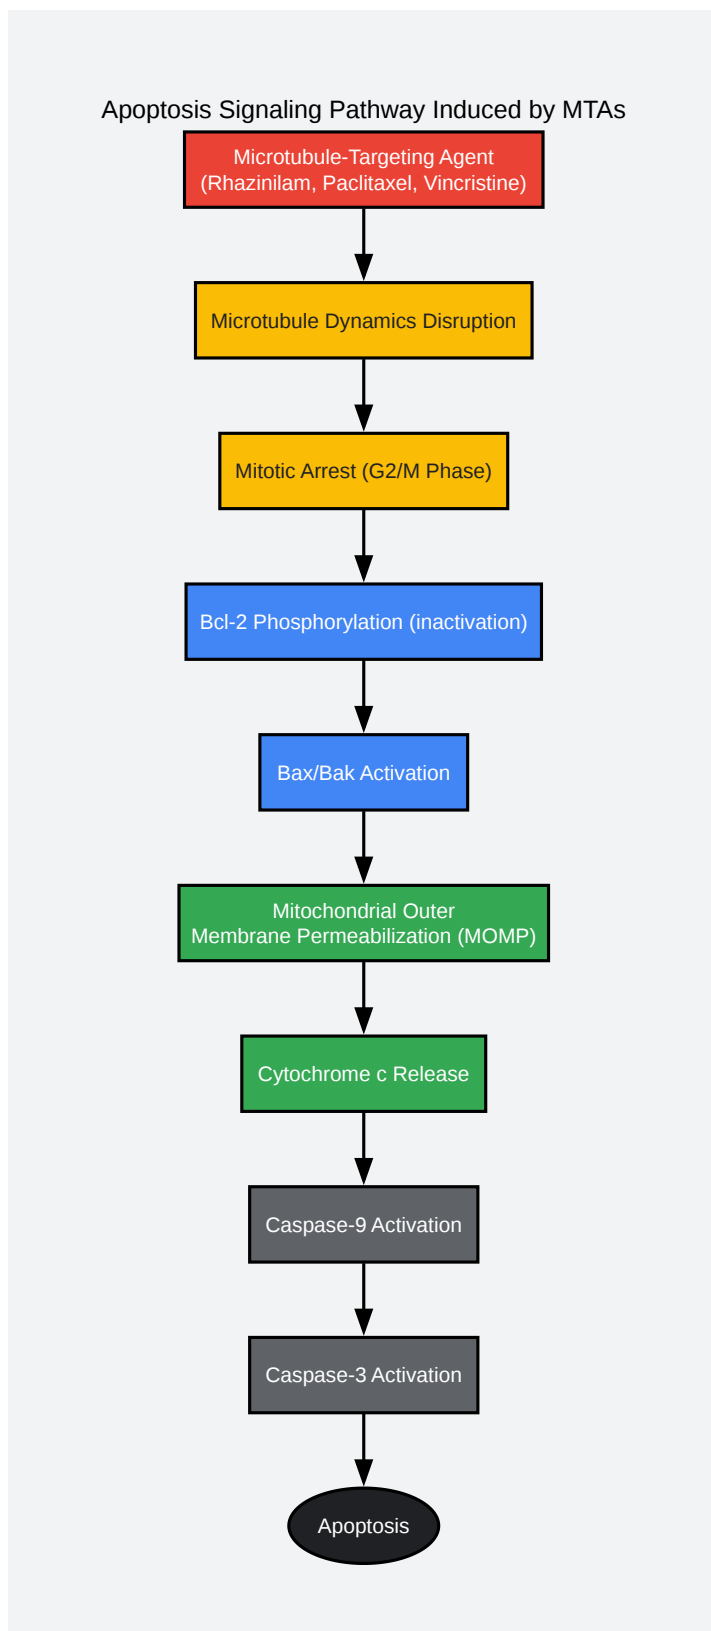 Apoptosis Signaling Pathway Induced by MTAs
Microtubule-Targeting Agent
(Rhazinilam, Paclitaxel, Vincristine)
Microtubule Dynamics Disruption
Mitotic Arrest (G2/M Phase)
Bcl-2 Phosphorylation (inactivation)
Bax/Bak Activation
Mitochondrial Outer
Membrane Permeabilization (MOMP)
Cytochrome c Release
Caspase-9 Activation
Caspase-3 Activation
Apoptosis